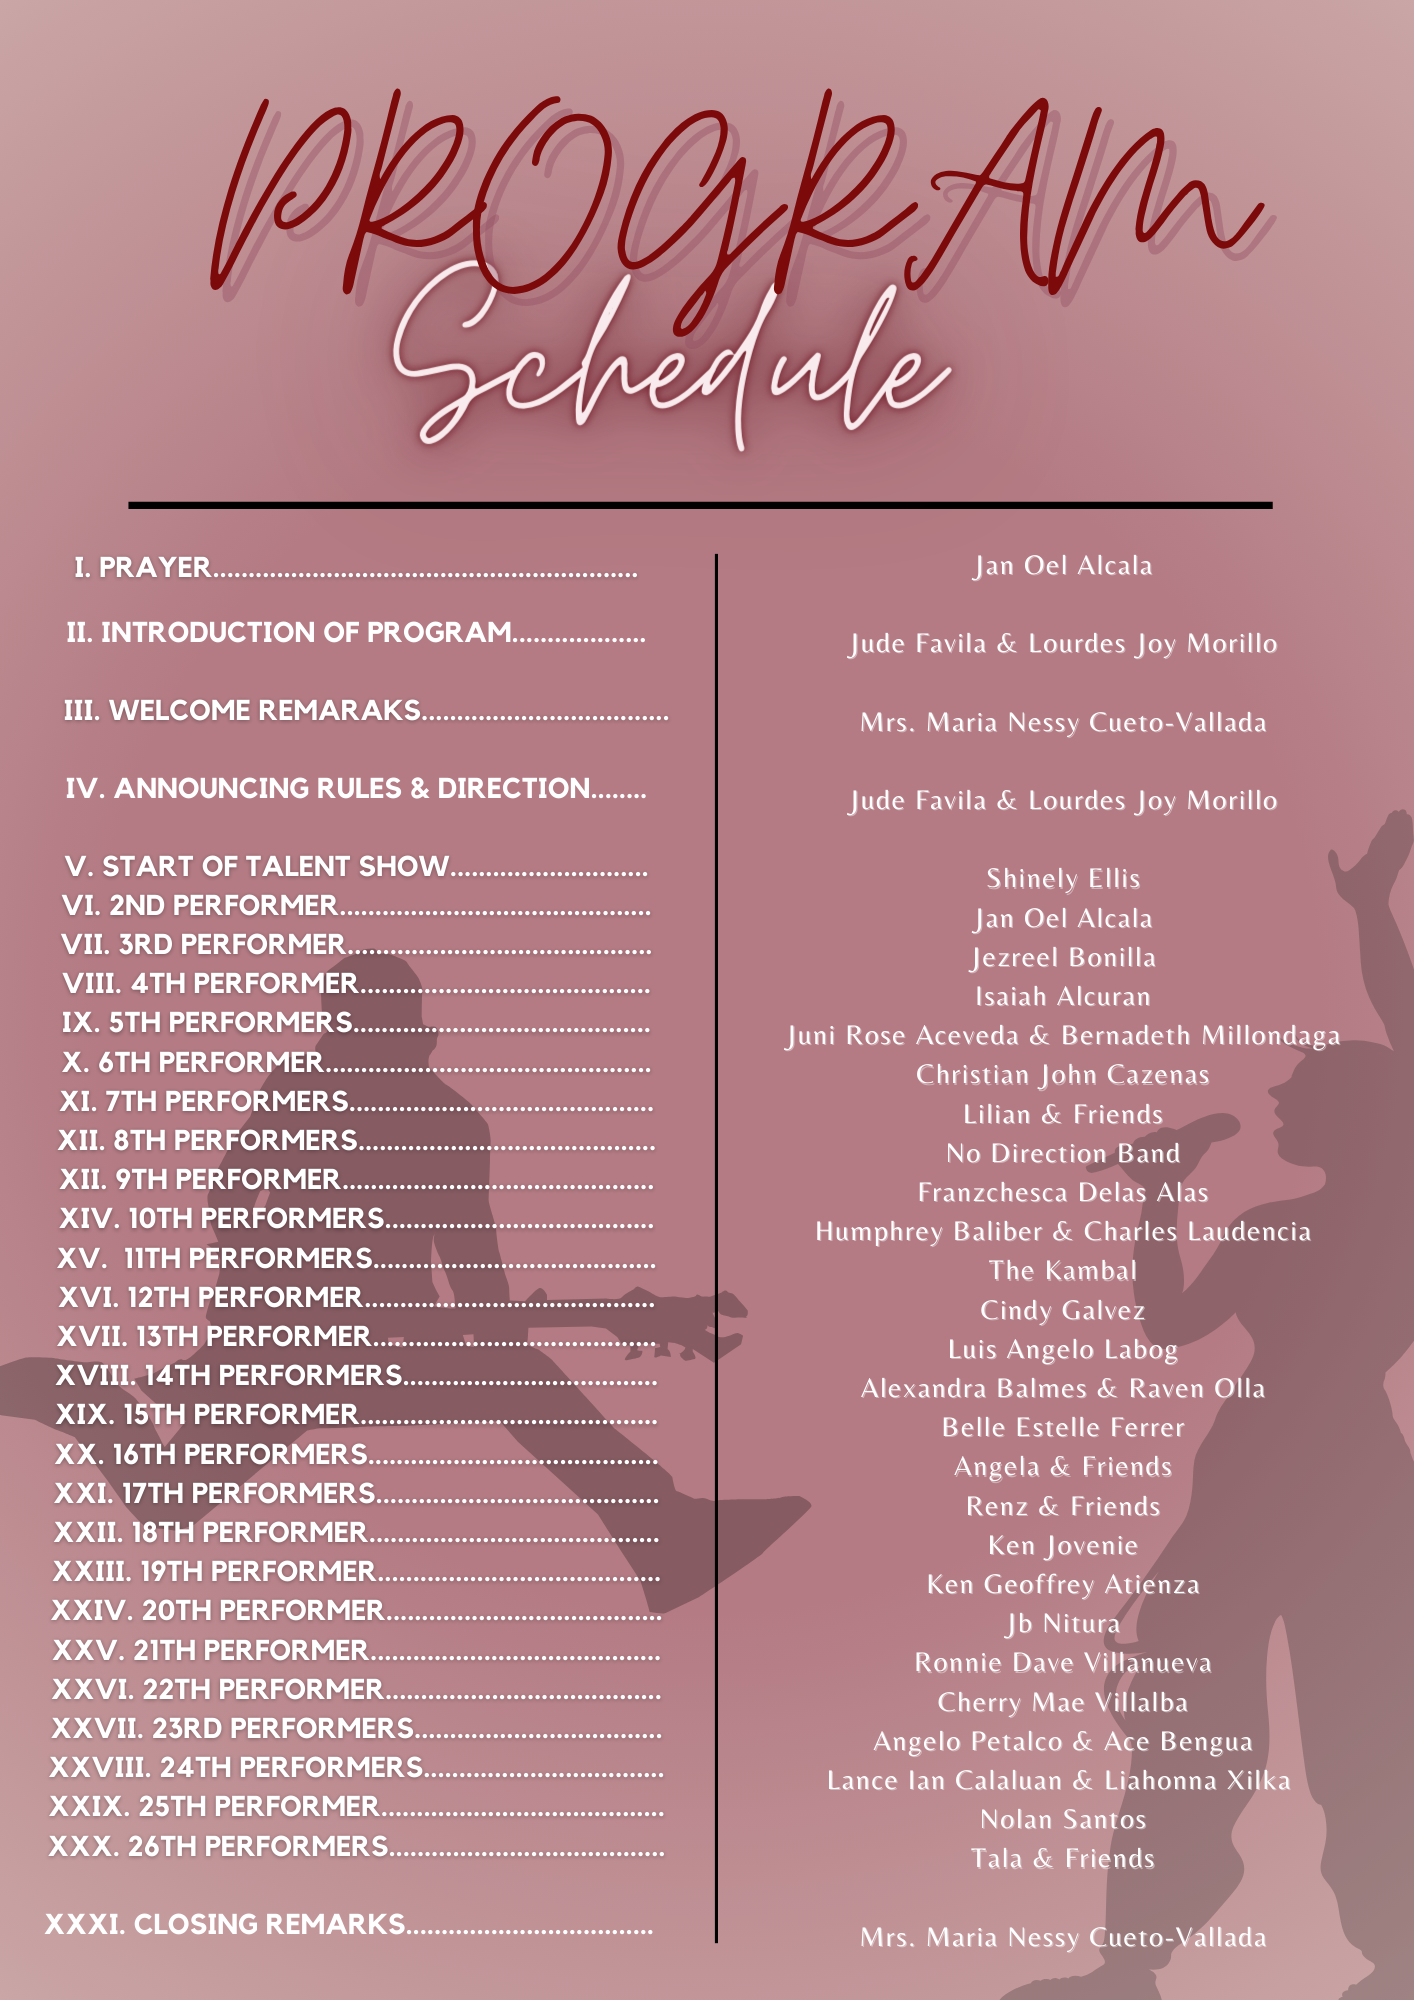 PROGRAM
Schedule
I. PRAYER............................................................ Jan Oel Alcala
II. INTRODUCTION OF PROGRAM................... Jude Favila & Lourdes Joy Morillo
III. WELCOME REMARAKS................................... Mrs. Maria Nessy Cueto-Vallada
IV. ANNOUNCING RULES & DIRECTION........ Jude Favila & Lourdes Joy Morillo
V. START OF TALENT SHOW............................ Shinely Ellis
VI. 2ND PERFORMER............................................ Jan Oel Alcala
VII. 3RD PERFORMER........................................... Jezreel Bonilla
VIII. 4TH PERFORMER......................................... Isaiah Alcuran
IX. 5TH PERFORMERS.......................................... Juni Rose Aceveda & Bernadeth Millondaga
X. 6TH PERFORMER.............................................. Christian John Cazenas
XI. 7TH PERFORMERS........................................... Lilian & Friends
XII. 8TH PERFORMERS.......................................... No Direction Band
XII. 9TH PERFORMER............................................ Franzchesca Delas Alas
XIV. 10TH PERFORMERS...................................... Humphrey Baliber & Charles Laudencia
XV.  11TH PERFORMERS........................................ The Kambal
XVI. 12TH PERFORMER......................................... Cindy Galvez
XVII. 13TH PERFORMER........................................ Luis Angelo Labog
XVIII. 14TH PERFORMERS.................................... Alexandra Balmes & Raven Olla
XIX. 15TH PERFORMER.......................................... Belle Estelle Ferrer
XX. 16TH PERFORMERS......................................... Angela & Friends
XXI. 17TH PERFORMERS........................................ Renz & Friends
XXII. 18TH PERFORMER......................................... Ken Jovenie
XXIII. 19TH PERFORMER........................................ Ken Geoffrey Atienza
XXIV. 20TH PERFORMER....................................... Jb Nitura
XXV. 21TH PERFORMER......................................... Ronnie Dave Villanueva
XXVI. 22TH PERFORMER....................................... Cherry Mae Villalba
XXVII. 23RD PERFORMERS................................... Angelo Petalco & Ace Bengua
XXVIII. 24TH PERFORMERS.................................. Lance Ian Calaluan & Liahonna Xilka
XXIX. 25TH PERFORMER........................................ Nolan Santos
XXX. 26TH PERFORMERS....................................... Tala & Friends
XXXI. CLOSING REMARKS................................... Mrs. Maria Nessy Cueto-Vallada